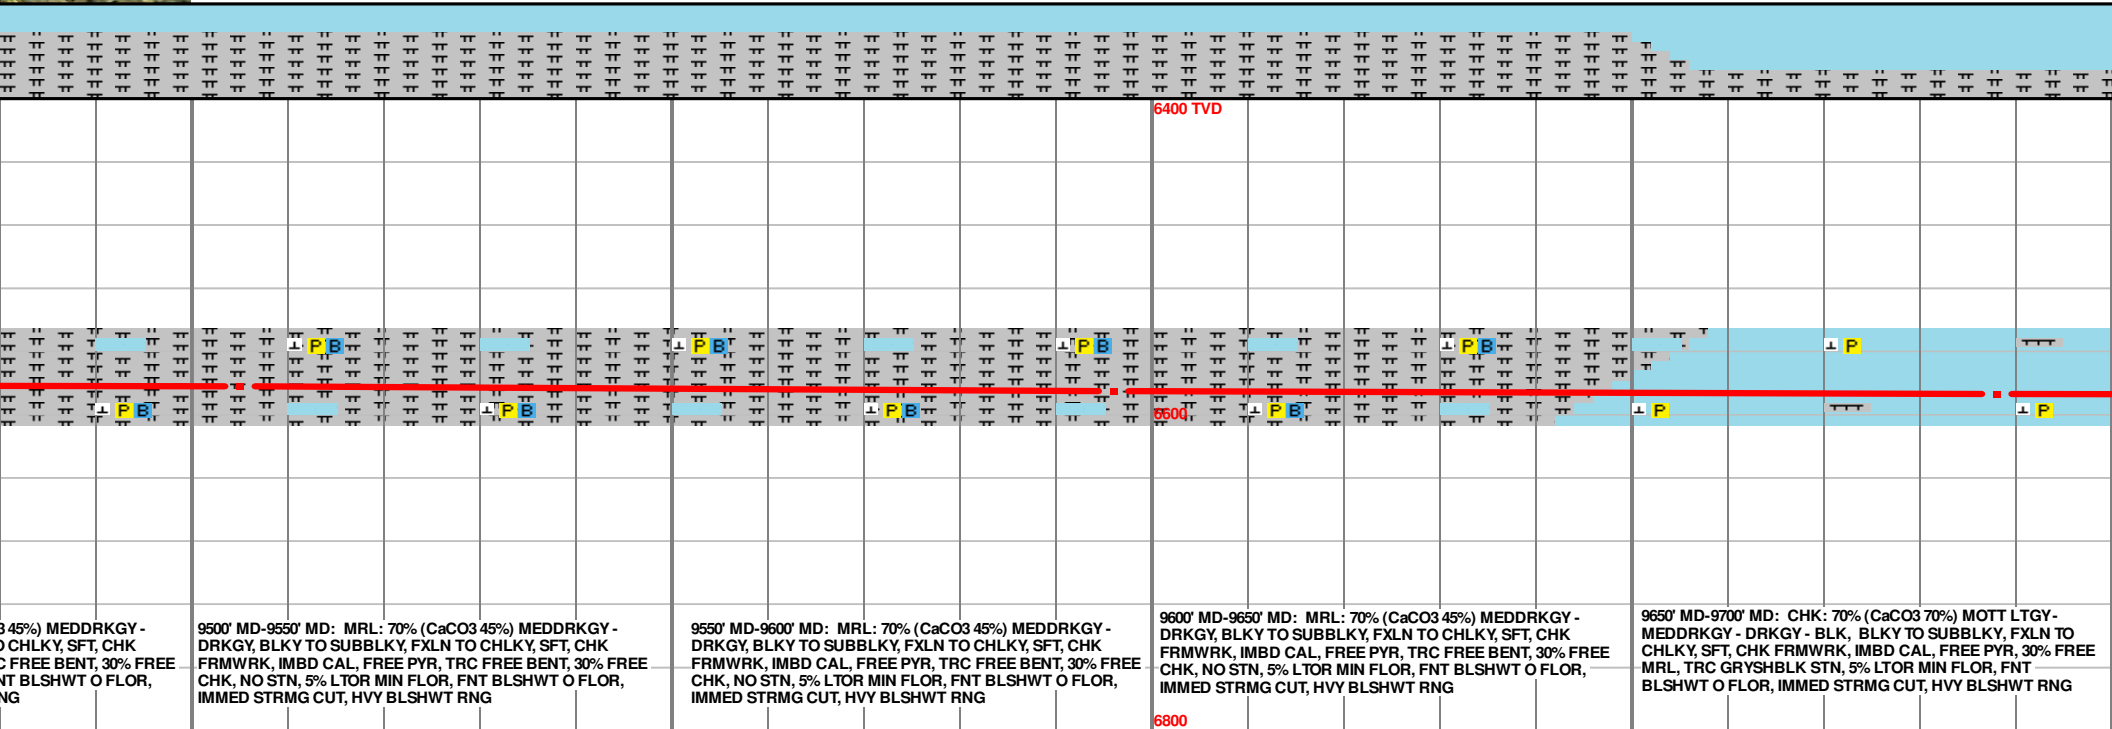 6400 TVD
P B
P B
P B
P B
P
P B
P B
P B
P B
6600
P
P
3 45%) MEDDRKGY -
O CHLKY, SFT, CHK
C FREE BENT, 30% FREE
NT BLSHWT O FLOR,
NG
9500' MD-9550' MD:  MRL: 70% (CaCO3 45%) MEDDRKGY -
DRKGY, BLKY TO SUBBLKY, FXLN TO CHLKY, SFT, CHK
FRMWRK, IMBD CAL, FREE PYR, TRC FREE BENT, 30% FREE
CHK, NO STN, 5% LTOR MIN FLOR, FNT BLSHWT O FLOR,
IMMED STRMG CUT, HVY BLSHWT RNG
9550' MD-9600' MD:  MRL: 70% (CaCO3 45%) MEDDRKGY -
DRKGY, BLKY TO SUBBLKY, FXLN TO CHLKY, SFT, CHK
FRMWRK, IMBD CAL, FREE PYR, TRC FREE BENT, 30% FREE
CHK, NO STN, 5% LTOR MIN FLOR, FNT BLSHWT O FLOR,
IMMED STRMG CUT, HVY BLSHWT RNG
9600' MD-9650' MD:  MRL: 70% (CaCO3 45%) MEDDRKGY -
DRKGY, BLKY TO SUBBLKY, FXLN TO CHLKY, SFT, CHK
FRMWRK, IMBD CAL, FREE PYR, TRC FREE BENT, 30% FREE
CHK, NO STN, 5% LTOR MIN FLOR, FNT BLSHWT O FLOR,
IMMED STRMG CUT, HVY BLSHWT RNG
9650' MD-9700' MD:  CHK: 70% (CaCO3 70%) MOTT LTGY-
MEDDRKGY - DRKGY - BLK,  BLKY TO SUBBLKY, FXLN TO
CHLKY, SFT, CHK FRMWRK, IMBD CAL, FREE PYR, 30% FREE
MRL, TRC GRYSHBLK STN, 5% LTOR MIN FLOR, FNT
BLSHWT O FLOR, IMMED STRMG CUT, HVY BLSHWT RNG
6800